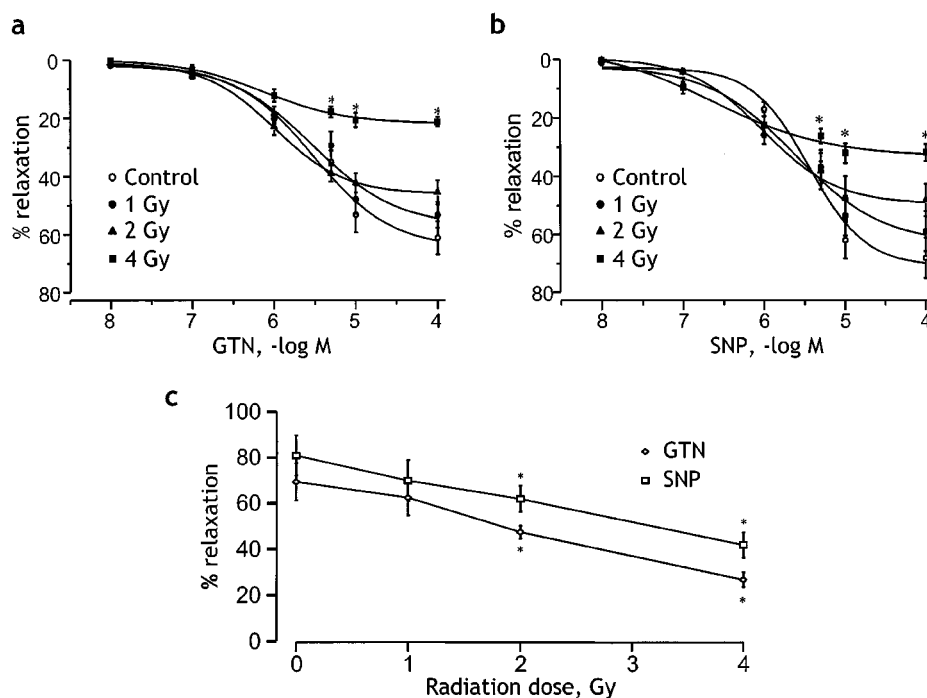 a
% relaxation
0
20
40
60
80
Control
1 Gy
2 Gy
4 Gy
* * *
8 7 6 5 4
GTN, -log M
b
% relaxation
0
20
40
60
80
Control
1 Gy
2 Gy
4 Gy
* * *
8 7 6 5 4
SNP, -log M
c
% relaxation
100
80
60
40
20
0
GTN
SNP
* *
* *
0 1 2 3 4
Radiation dose, Gy